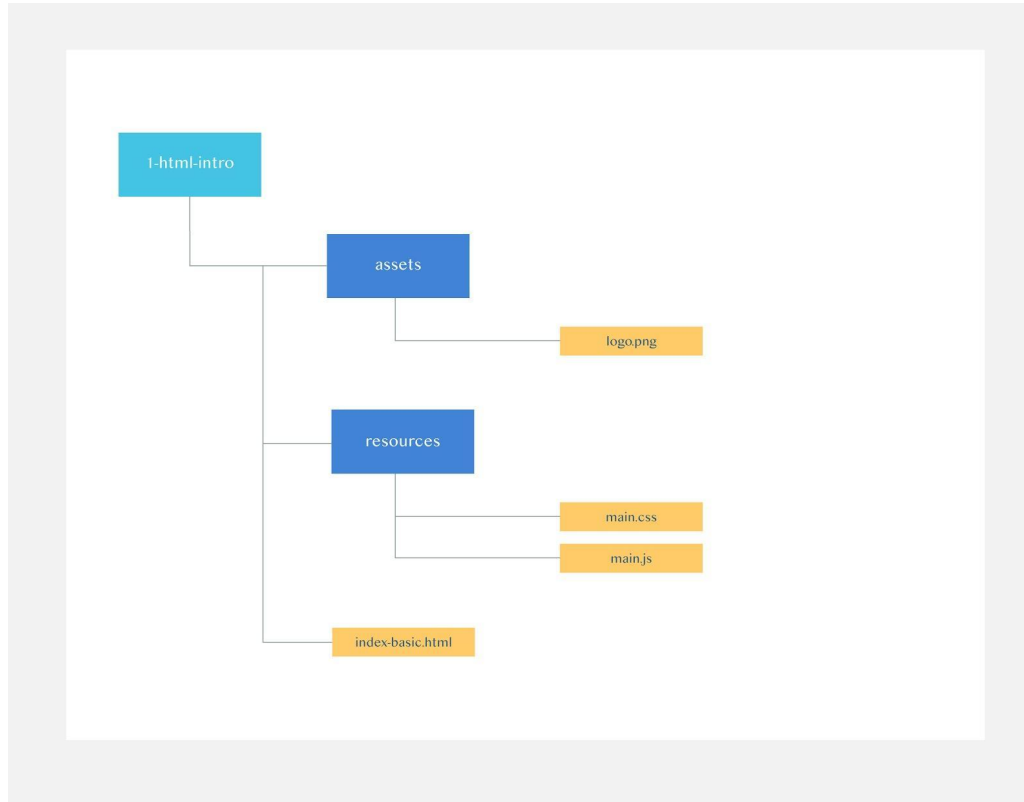 1-html-intro
assets
logo.png
resources
main.css
main.js
index-basic.html